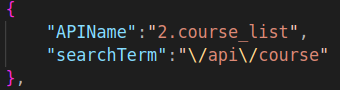 {
"APIName":"2.course_list",
"searchTerm":"\/api\/course"
},